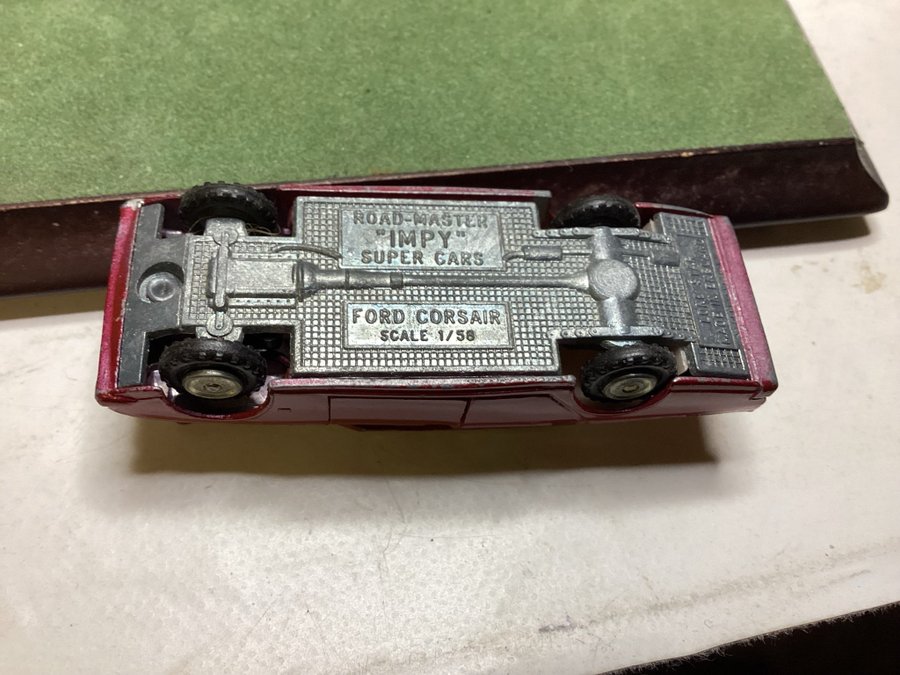 ROAD-MASTER
"IMPY"
SUPER CARS
FORD CORSAIR
SCALE 1/58